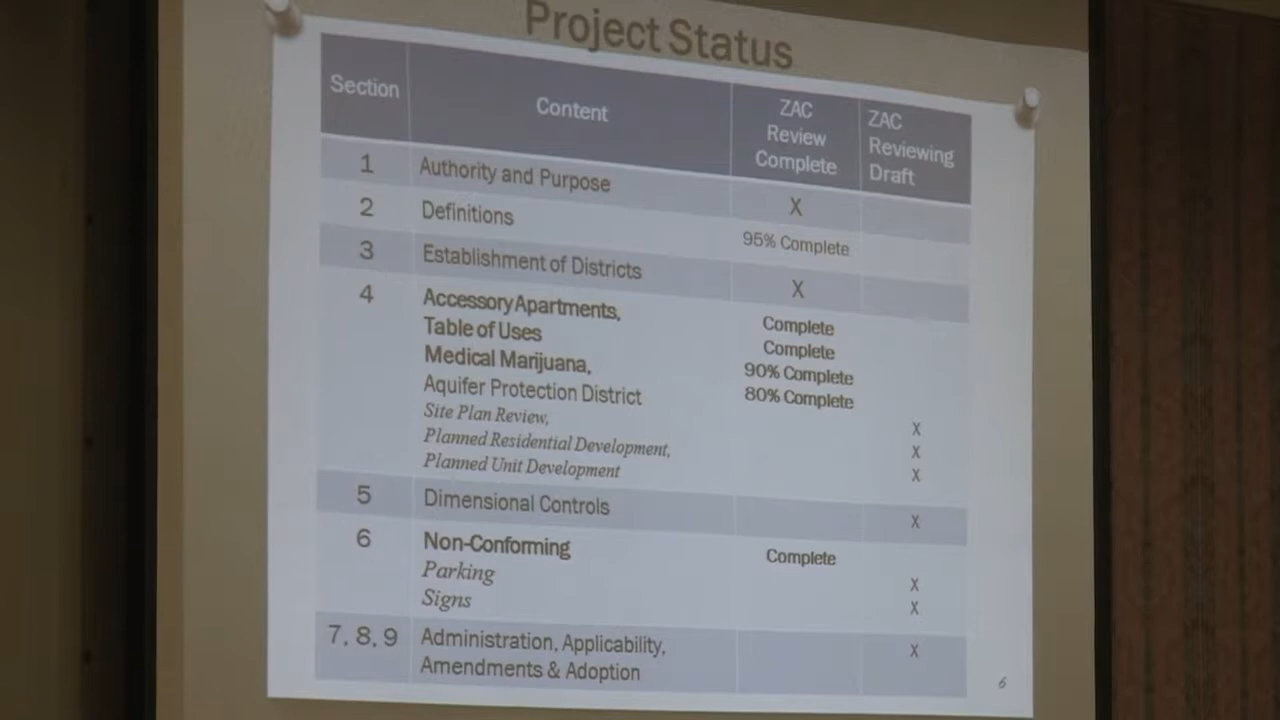 Project Status
Section Content ZAC Review Complete ZAC Reviewing Draft
1 Authority and Purpose X
2 Definitions 95% Complete
3 Establishment of Districts X
4 Accessory Apartments, Complete
Table of Uses Complete
Medical Marijuana, 90% Complete
Aquifer Protection District 80% Complete
Site Plan Review, X
Planned Residential Development, X
Planned Unit Development X
5 Dimensional Controls X
6 Non-Conforming Complete
Parking X
Signs X
7, 8, 9 Administration, Applicability, X
Amendments & Adoption
6